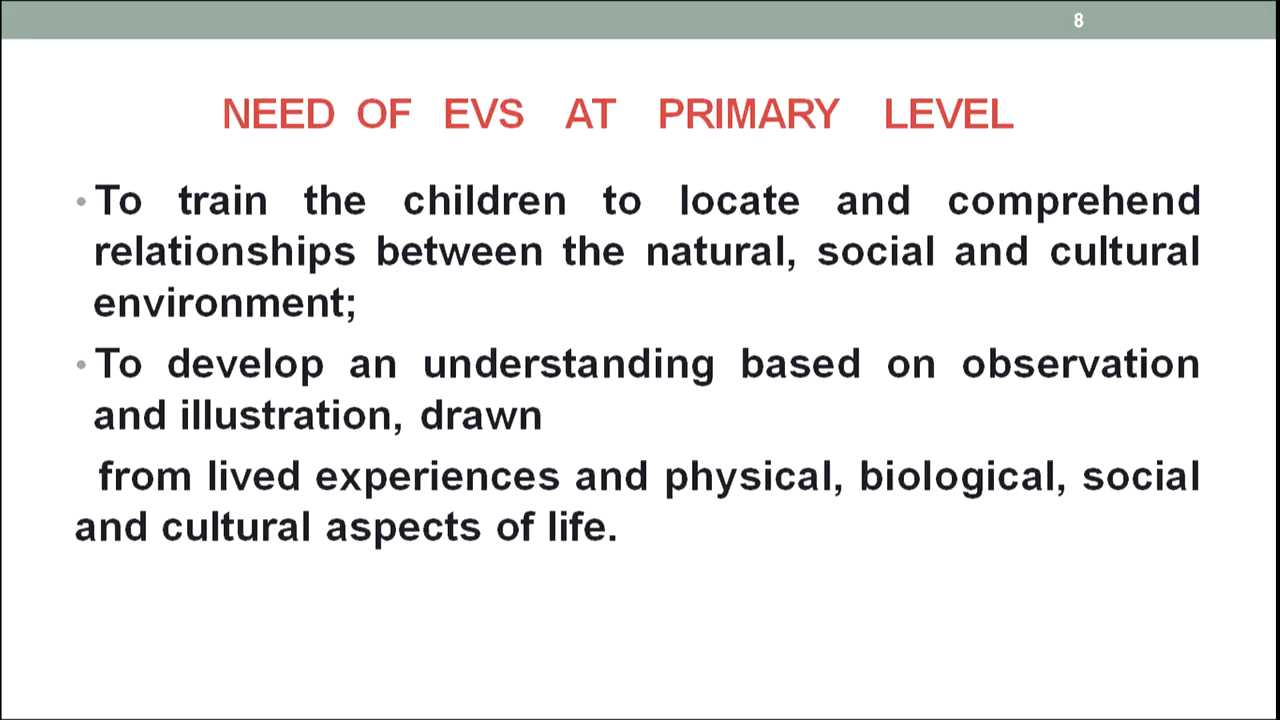 8
NEED OF EVS AT PRIMARY LEVEL
• To train the children to locate and comprehend
relationships between the natural, social and cultural
environment;
• To develop an understanding based on observation
and illustration, drawn
from lived experiences and physical, biological, social
and cultural aspects of life.